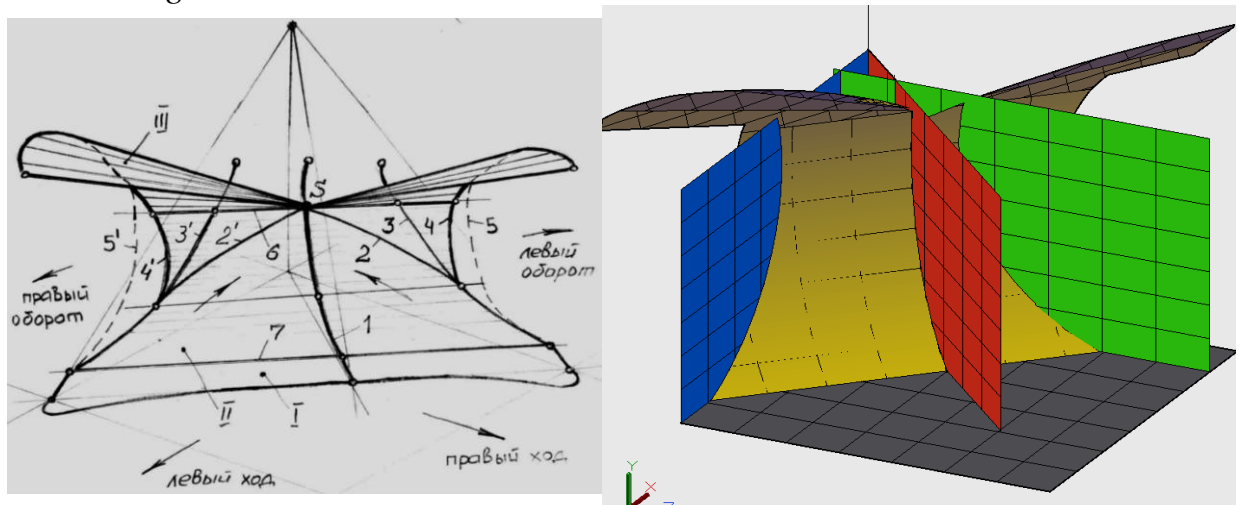 III
S
3
4
5
5'
4'
3'
2'
6
2
левый
оборот
правый
оборот
7
1
II
I
правый ход
левый ход
Y
X
Z